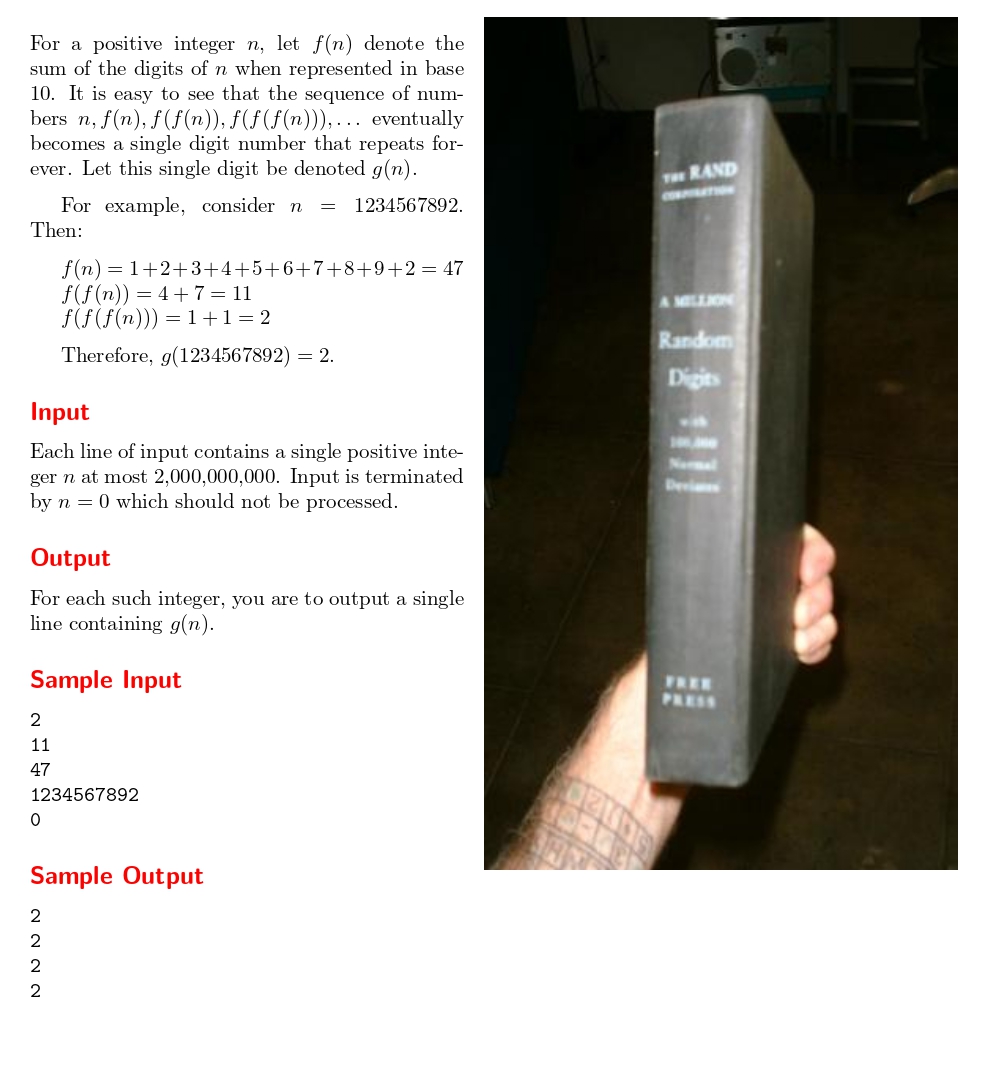 For a positive integer n, let f(n) denote the
sum of the digits of n when represented in base
10. It is easy to see that the sequence of num-
bers n, f(n), f(f(n)), f(f(f(n))), . . . eventually
becomes a single digit number that repeats for-
ever. Let this single digit be denoted g(n).
For example, consider n = 1234567892.
Then:
f(n) = 1+2+3+4+5+6+7+8+9+2 = 47
f(f(n)) = 4 + 7 = 11
f(f(f(n))) = 1 + 1 = 2
Therefore, g(1234567892) = 2.
Input
Each line of input contains a single positive inte-
ger n at most 2,000,000,000. Input is terminated
by n = 0 which should not be processed.
Output
For each such integer, you are to output a single
line containing g(n).
Sample Input
2
11
47
1234567892
0
Sample Output
2
2
2
2
THE RAND
CORPORATION
A MILLION
Random
Digits
with
100,000
Normal
Deviates
FREE
PRESS